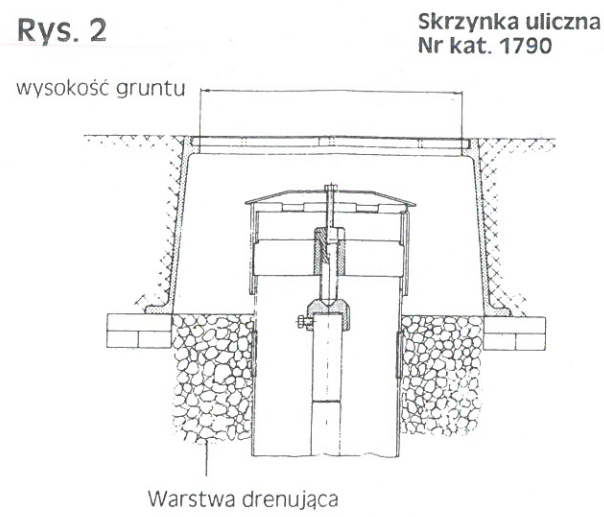 Rys. 2
Skrzynka uliczna
Nr kat. 1790
wysokość gruntu
Warstwa drenująca